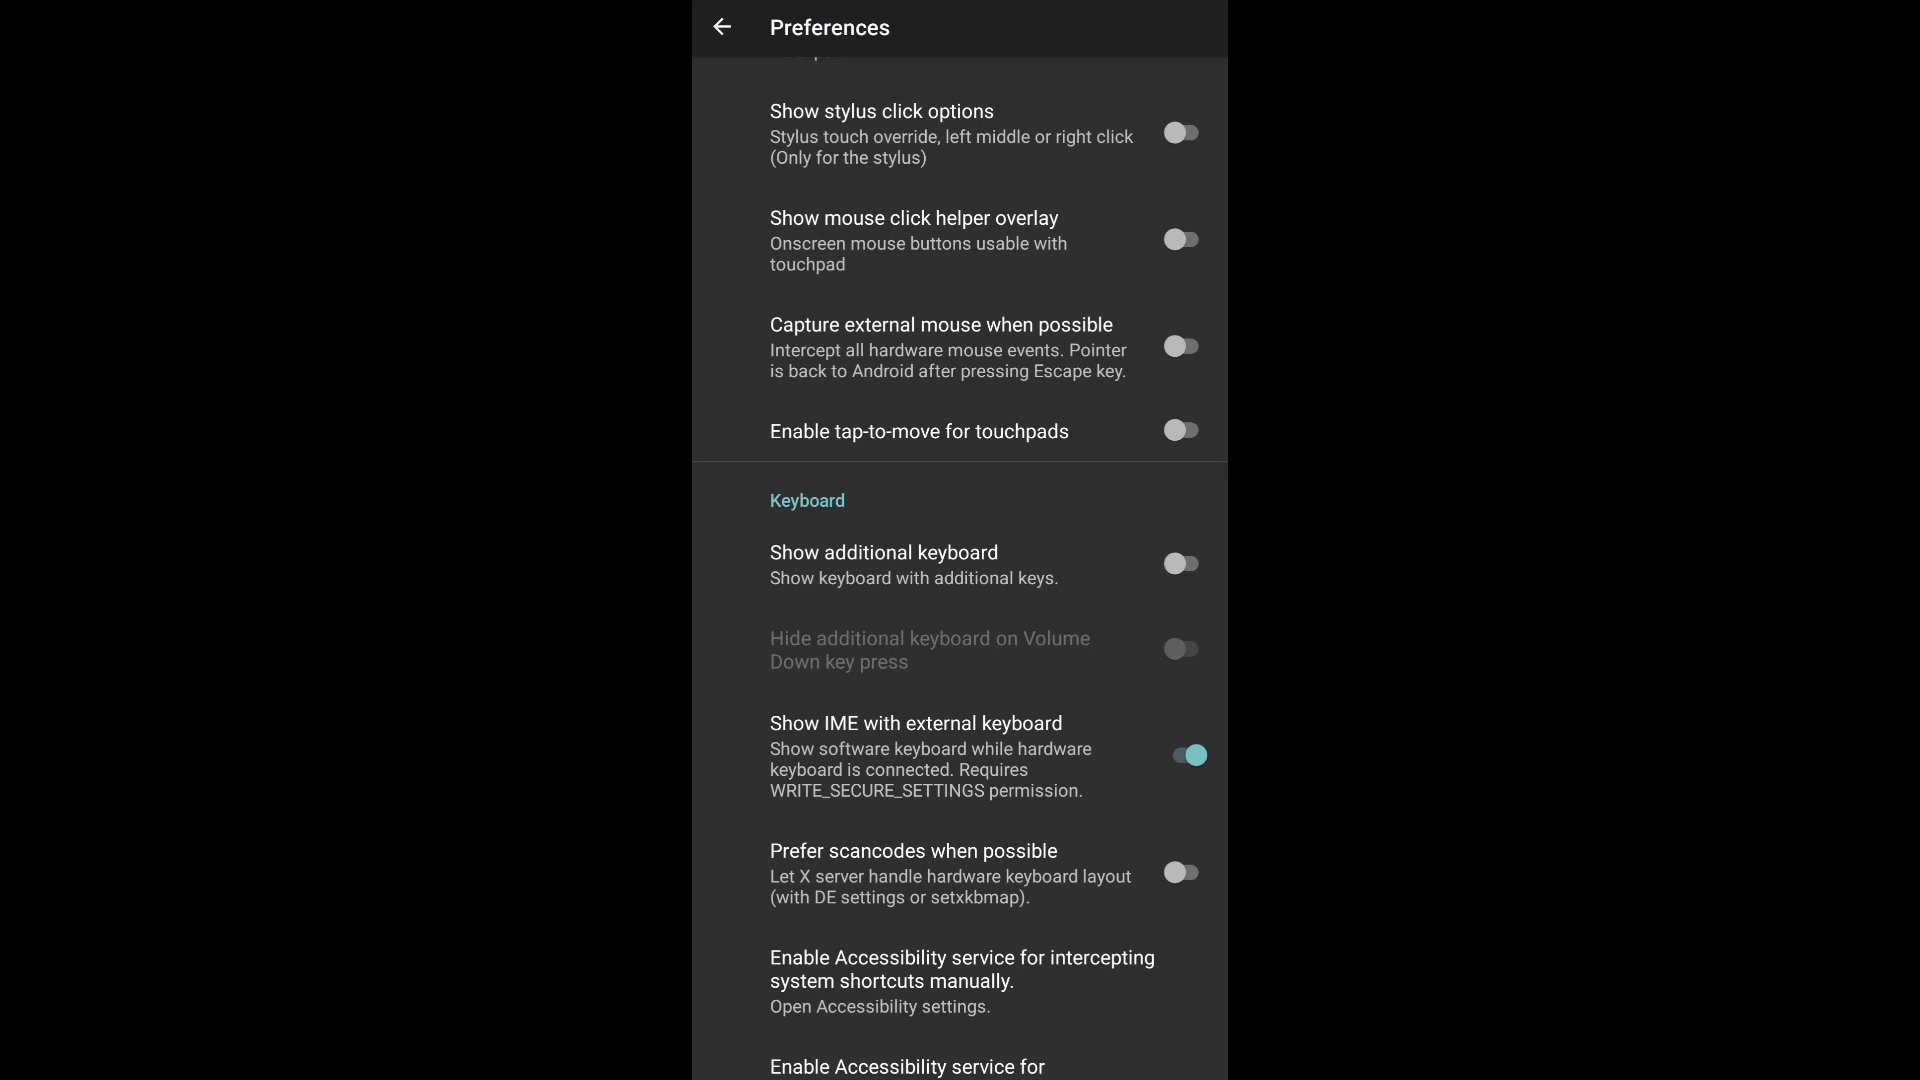 Preferences
Show stylus click options
Stylus touch override, left middle or right click
(Only for the stylus)
Show mouse click helper overlay
Onscreen mouse buttons usable with
touchpad
Capture external mouse when possible
Intercept all hardware mouse events. Pointer
is back to Android after pressing Escape key.
Enable tap-to-move for touchpads
Keyboard
Show additional keyboard
Show keyboard with additional keys.
Hide additional keyboard on Volume
Down key press
Show IME with external keyboard
Show software keyboard while hardware
keyboard is connected. Requires
WRITE_SECURE_SETTINGS permission.
Prefer scancodes when possible
Let X server handle hardware keyboard layout
(with DE settings or setxkbmap).
Enable Accessibility service for intercepting
system shortcuts manually.
Open Accessibility settings.
Enable Accessibility service for